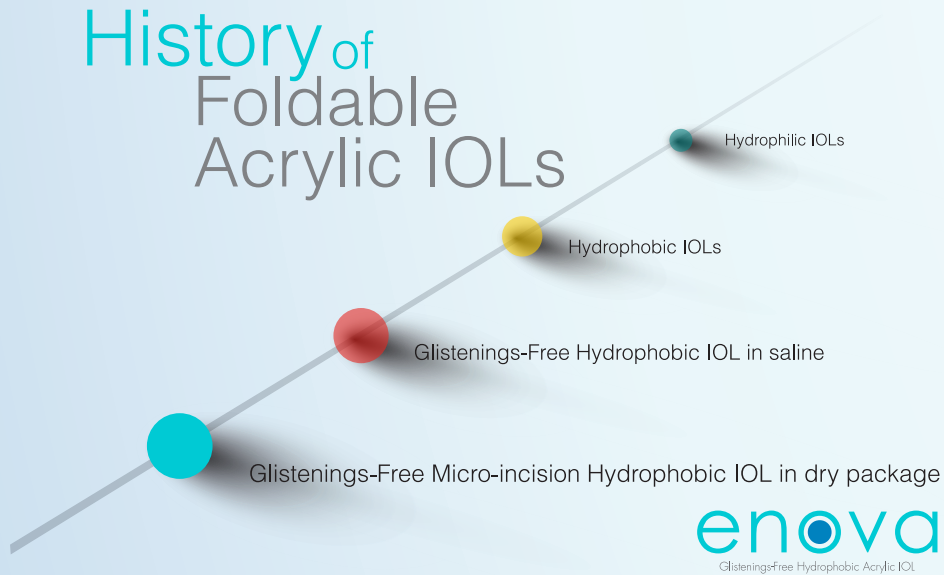 History of
Foldable
Acrylic IOLs
Hydrophilic IOLs
Hydrophobic IOLs
Glistenings-Free Hydrophobic IOL in saline
Glistenings-Free Micro-incision Hydrophobic IOL in dry package
enova
Glistenings-Free Hydrophobic Acrylic IOL